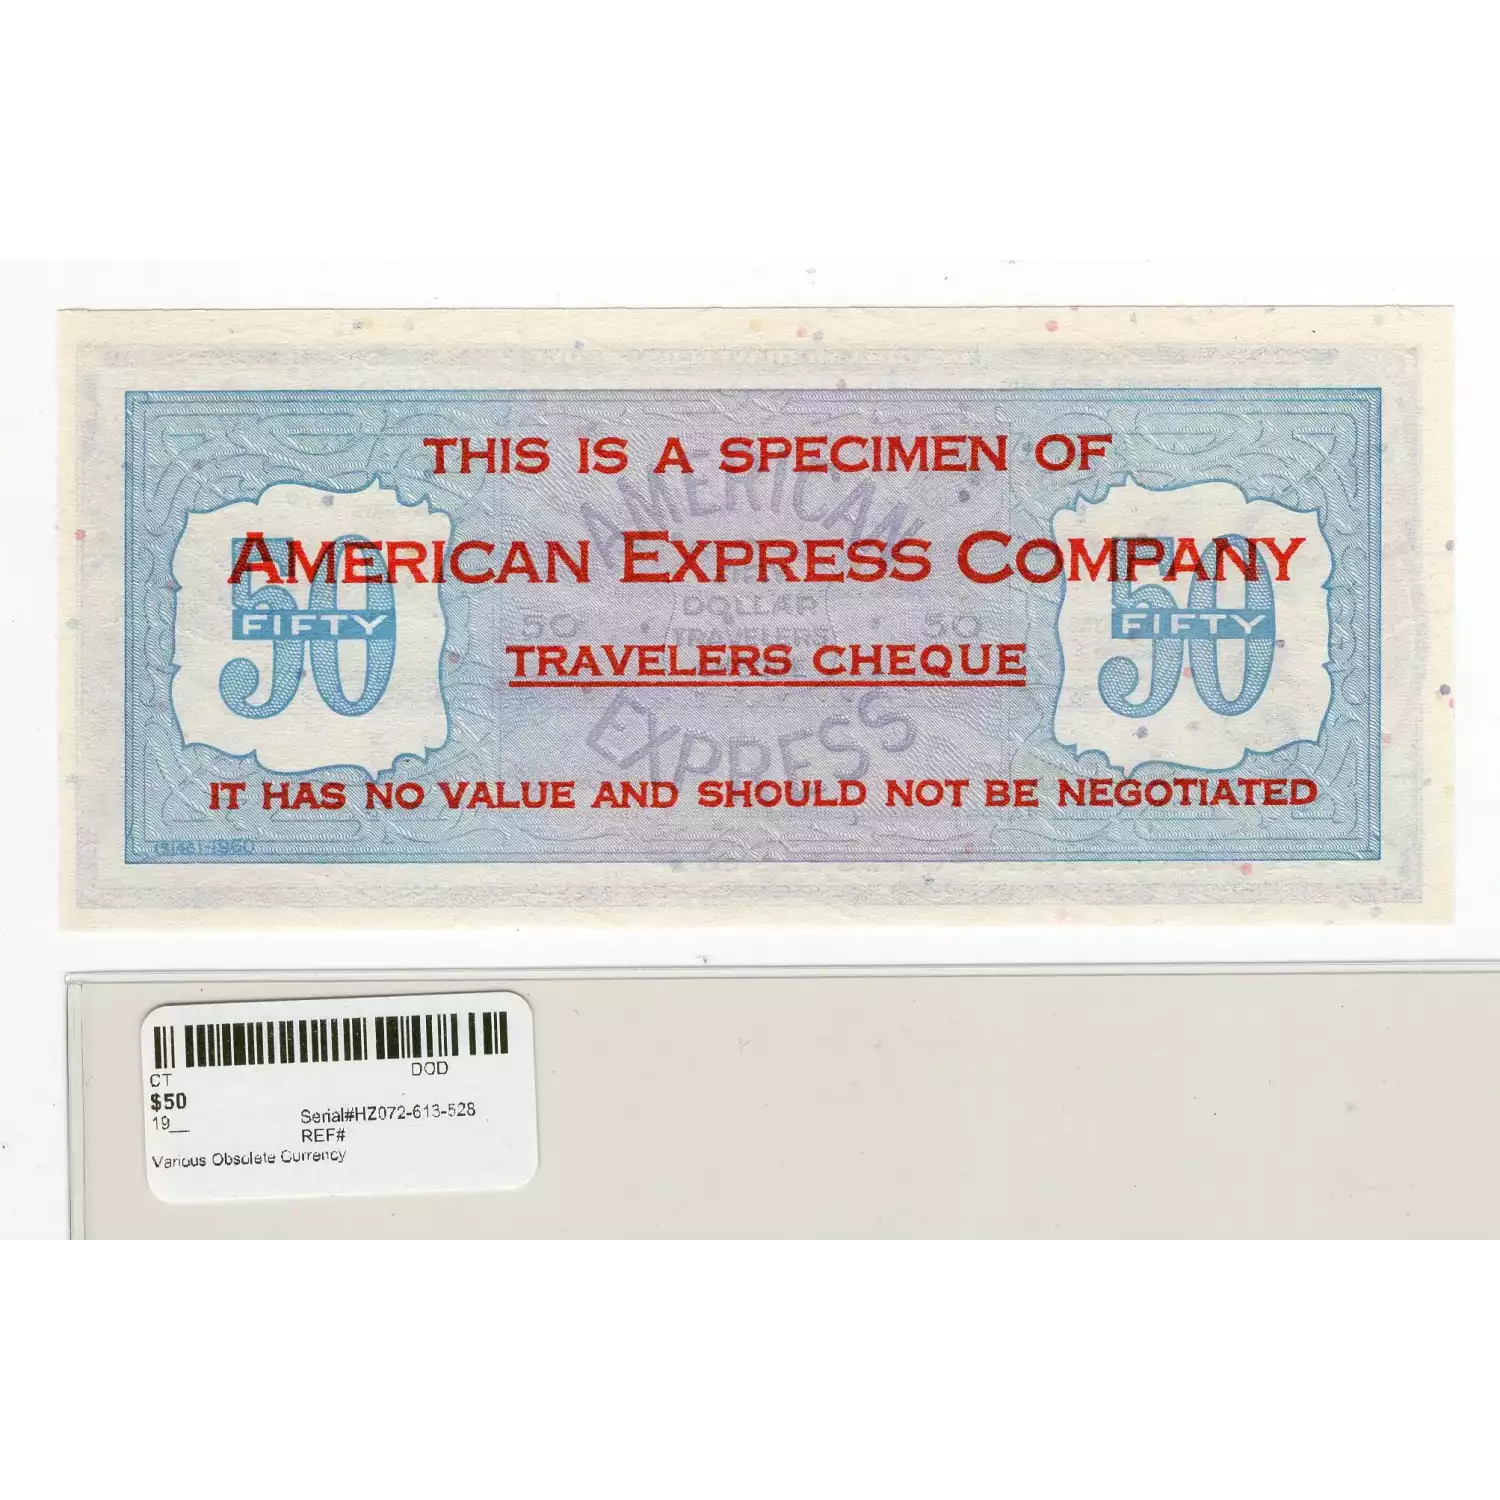 THIS IS A SPECIMEN OF
AMERICAN
AMERICAN EXPRESS COMPANY
50 FIFTY
50 FIFTY
DOLLAR
50 TRAVELERS 50
TRAVELERS CHEQUE
EXPRESS
IT HAS NO VALUE AND SHOULD NOT BE NEGOTIATED
CT DOD
$50
19__ Serial#HZ072-613-528
REF#
Various Obsolete Currency